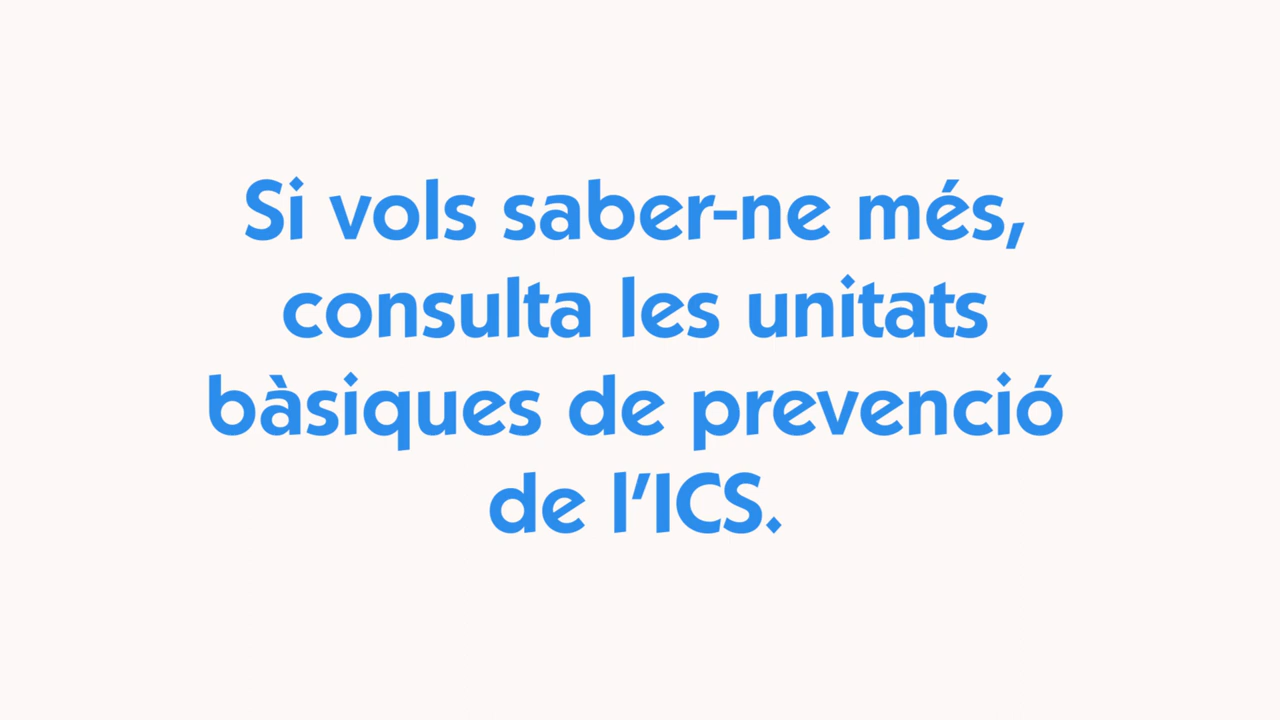 Si vols saber-ne més,
consulta les unitats
bàsiques de prevenció
de l’ICS.